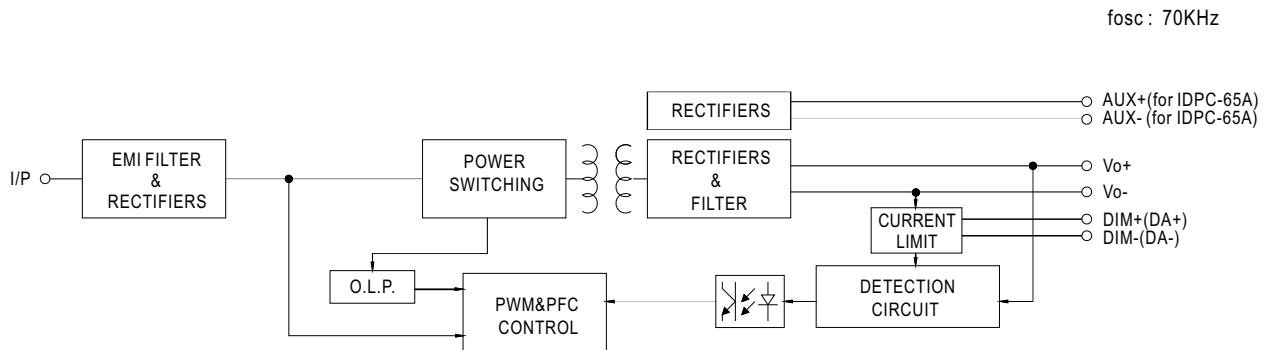 fosc : 70KHz
RECTIFIERS
AUX+(for IDPC-65A)
AUX- (for IDPC-65A)
I/P
EMI FILTER
&
RECTIFIERS
POWER
SWITCHING
RECTIFIERS
&
FILTER
Vo+
Vo-
CURRENT
LIMIT
DIM+(DA+)
DIM-(DA-)
O.L.P.
PWM&PFC
CONTROL
DETECTION
CIRCUIT